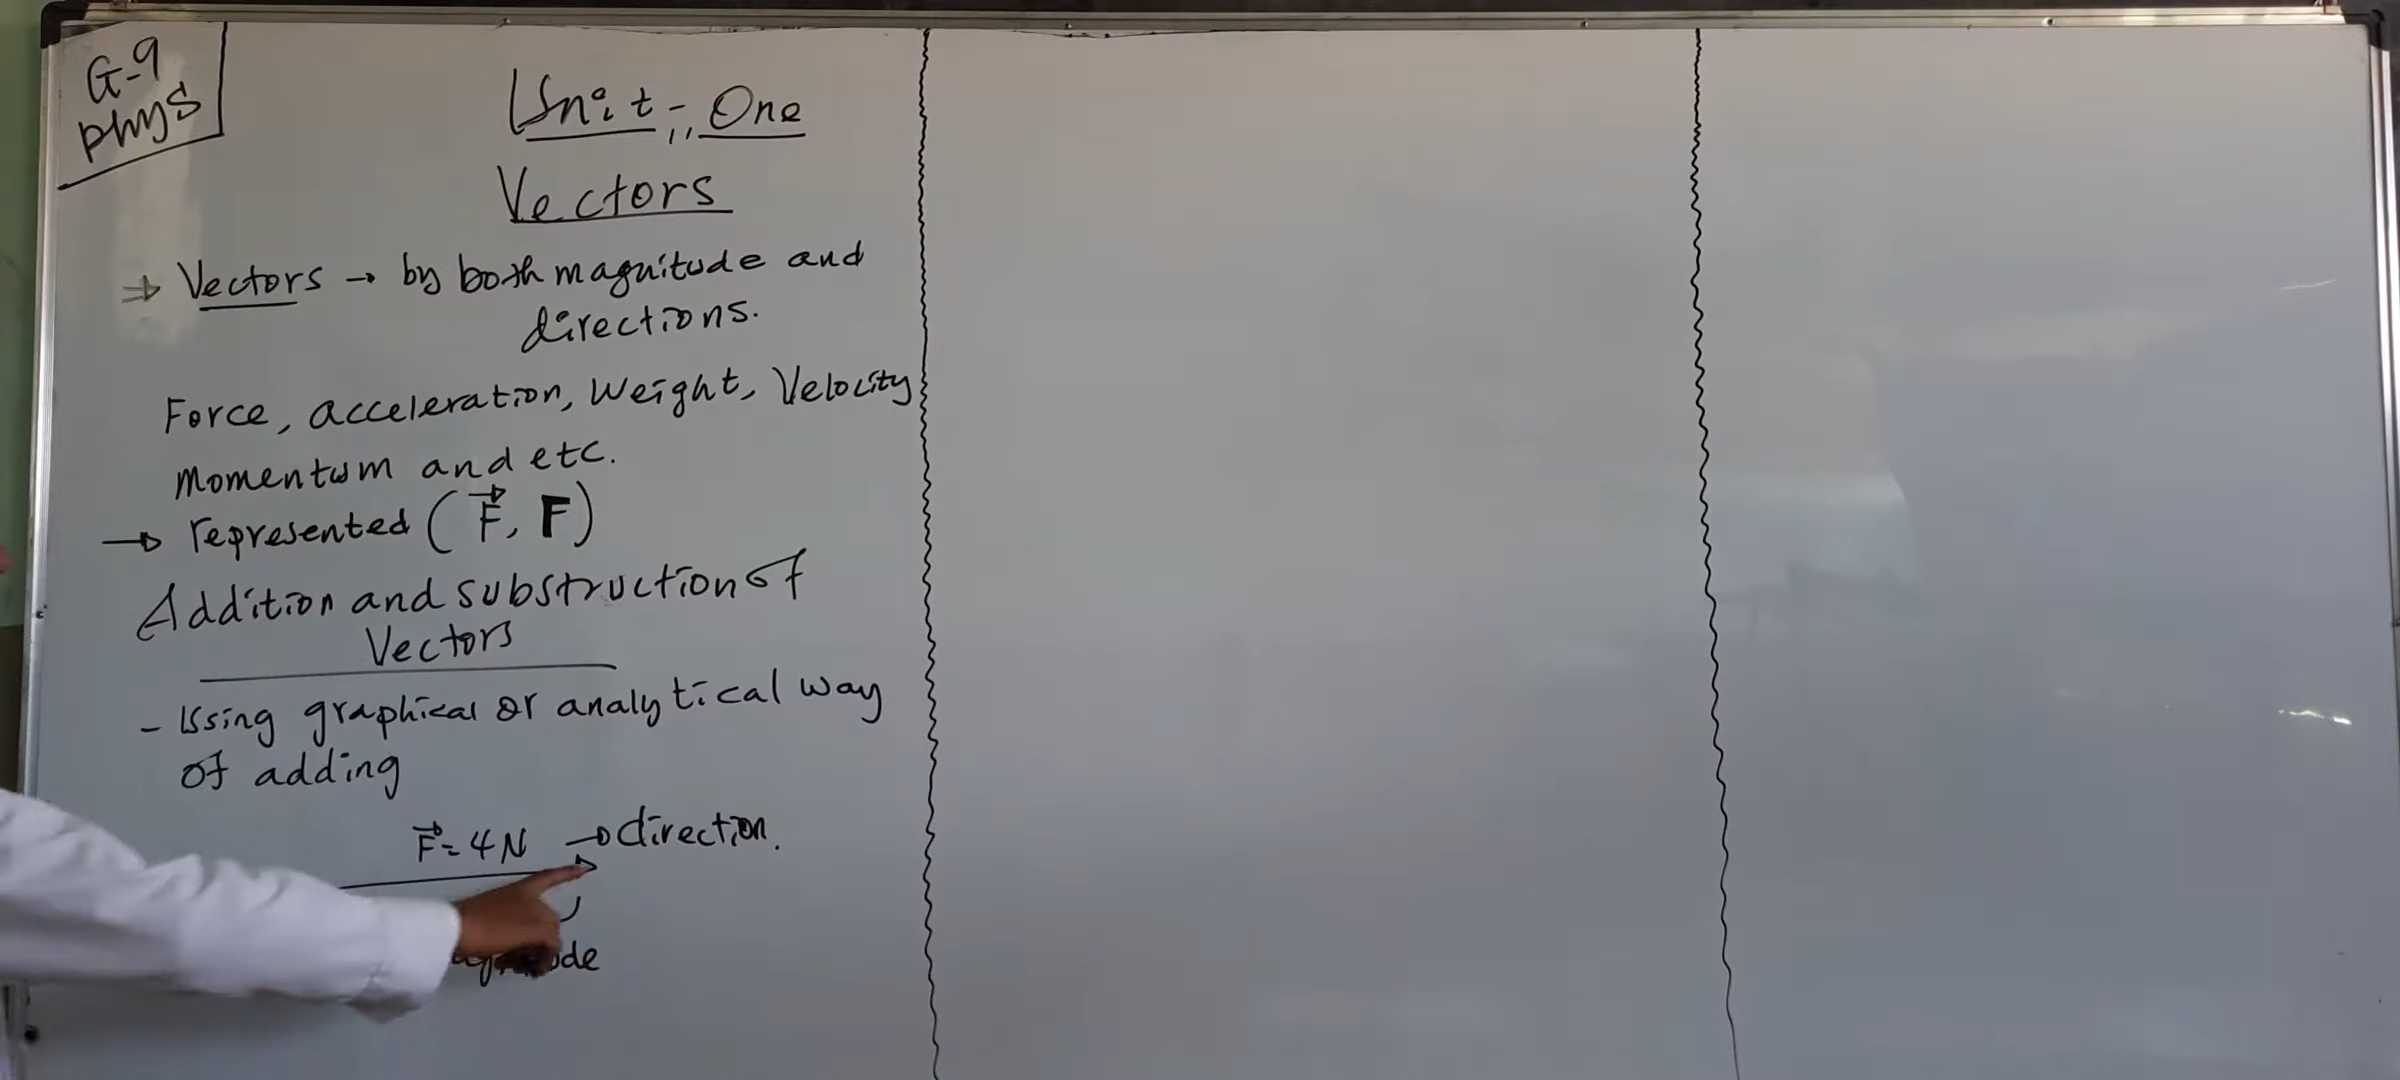 G-9
phys
Unit - One
Vectors
⇒ Vectors → by both magnitude and
directions.
Force, acceleration, Weight, Velocity
Momentum and etc.
→ represented (F⃗, F)
Addition and substruction of
Vectors
- Using graphical or analytical way
of adding
F⃗ = 4N → direction.